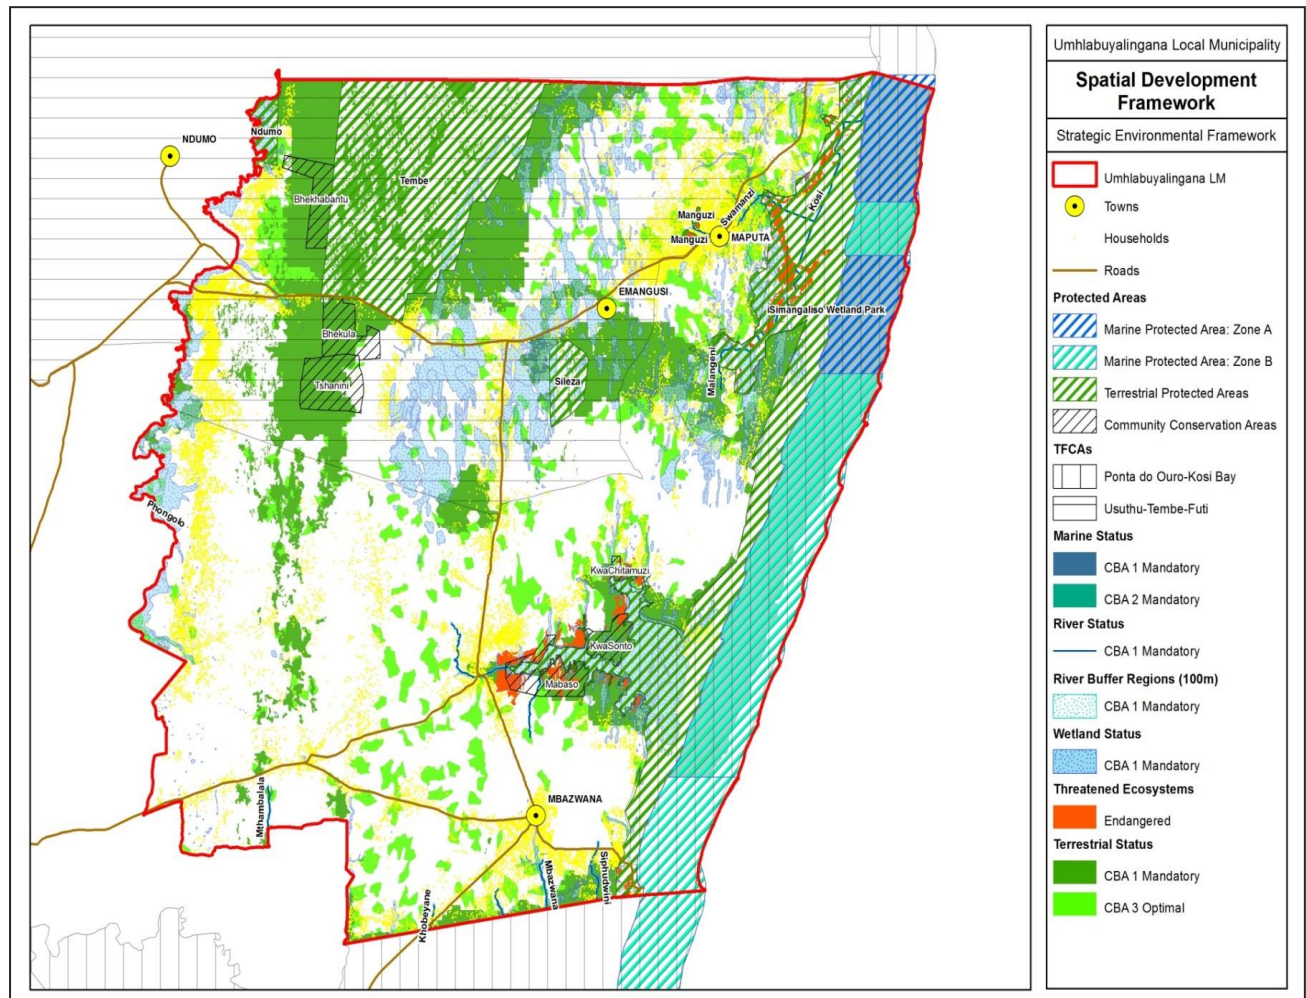 Umhlabuyalingana Local Municipality
Spatial Development
Framework
Strategic Environmental Framework
Umhlabuyalingana LM
Towns
Households
Roads
Protected Areas
Marine Protected Area: Zone A
Marine Protected Area: Zone B
Terrestrial Protected Areas
Community Conservation Areas
TFCAs
Ponta do Ouro-Kosi Bay
Usuthu-Tembe-Futi
Marine Status
CBA 1 Mandatory
CBA 2 Mandatory
River Status
CBA 1 Mandatory
River Buffer Regions (100m)
CBA 1 Mandatory
Wetland Status
CBA 1 Mandatory
Threatened Ecosystems
Endangered
Terrestrial Status
CBA 1 Mandatory
CBA 3 Optimal
NDUMO
Ndumo
Tembe
Bhekhabantu
Kosi
Swamanzi
Manguzi
Manguzi
MAPUTA
EMANGUSI
iSimangaliso Wetland Park
Bhekula
Tshanini
Sileza
Malangeni
Phongolo
KwaChitamuzi
KwaSonto
Mabaso
Mthambalala
MBAZWANA
Mbazwana
Siphudwini
Khobeyane